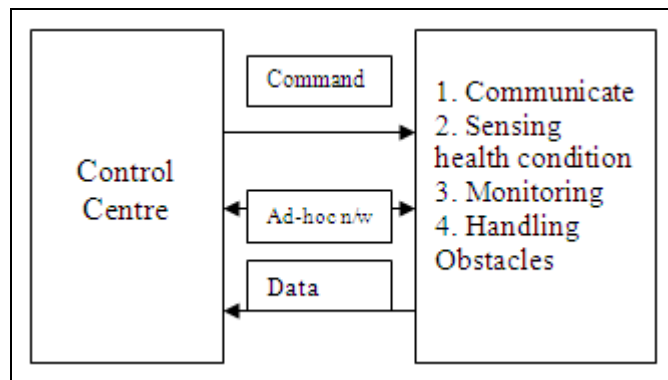 Control
Centre
Command
Ad-hoc n/w
Data
1. Communicate
2. Sensing
health condition
3. Monitoring
4. Handling
Obstacles